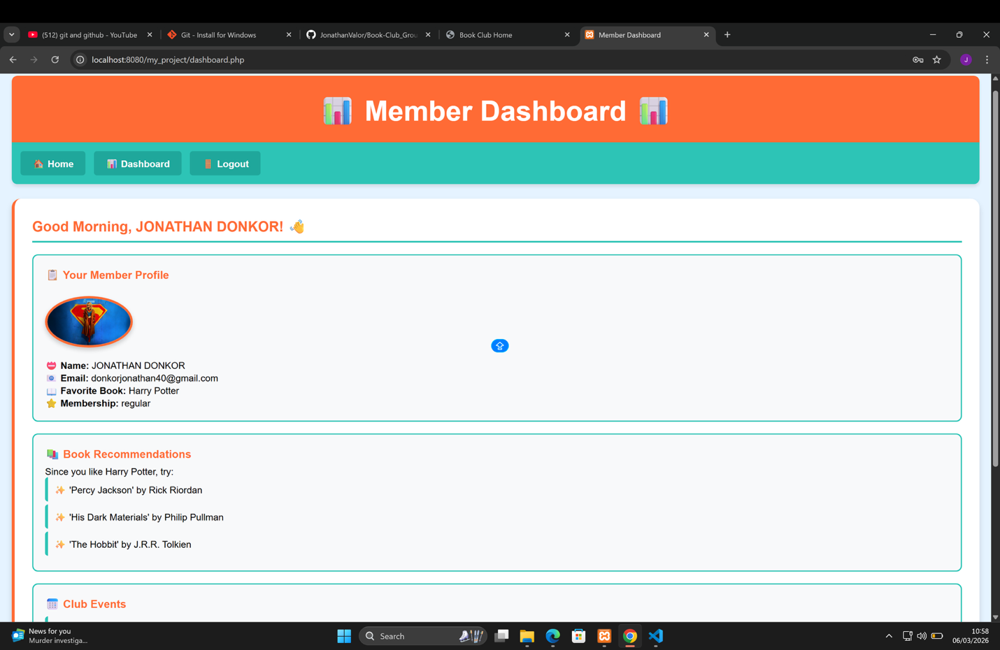 (512) git and github - YouTube
Git - Install for Windows
JonathanValor/Book-Club_Grou
Book Club Home
Member Dashboard
localhost:8080/my_project/dashboard.php
J
Member Dashboard
Home
Dashboard
Logout
Good Morning, JONATHAN DONKOR!
Your Member Profile
Name: JONATHAN DONKOR
Email: donkorjonathan40@gmail.com
Favorite Book: Harry Potter
Membership: regular
Book Recommendations
Since you like Harry Potter, try:
'Percy Jackson' by Rick Riordan
'His Dark Materials' by Philip Pullman
'The Hobbit' by J.R.R. Tolkien
Club Events
News for you
Murder investiga...
Search
10:58
06/03/2026